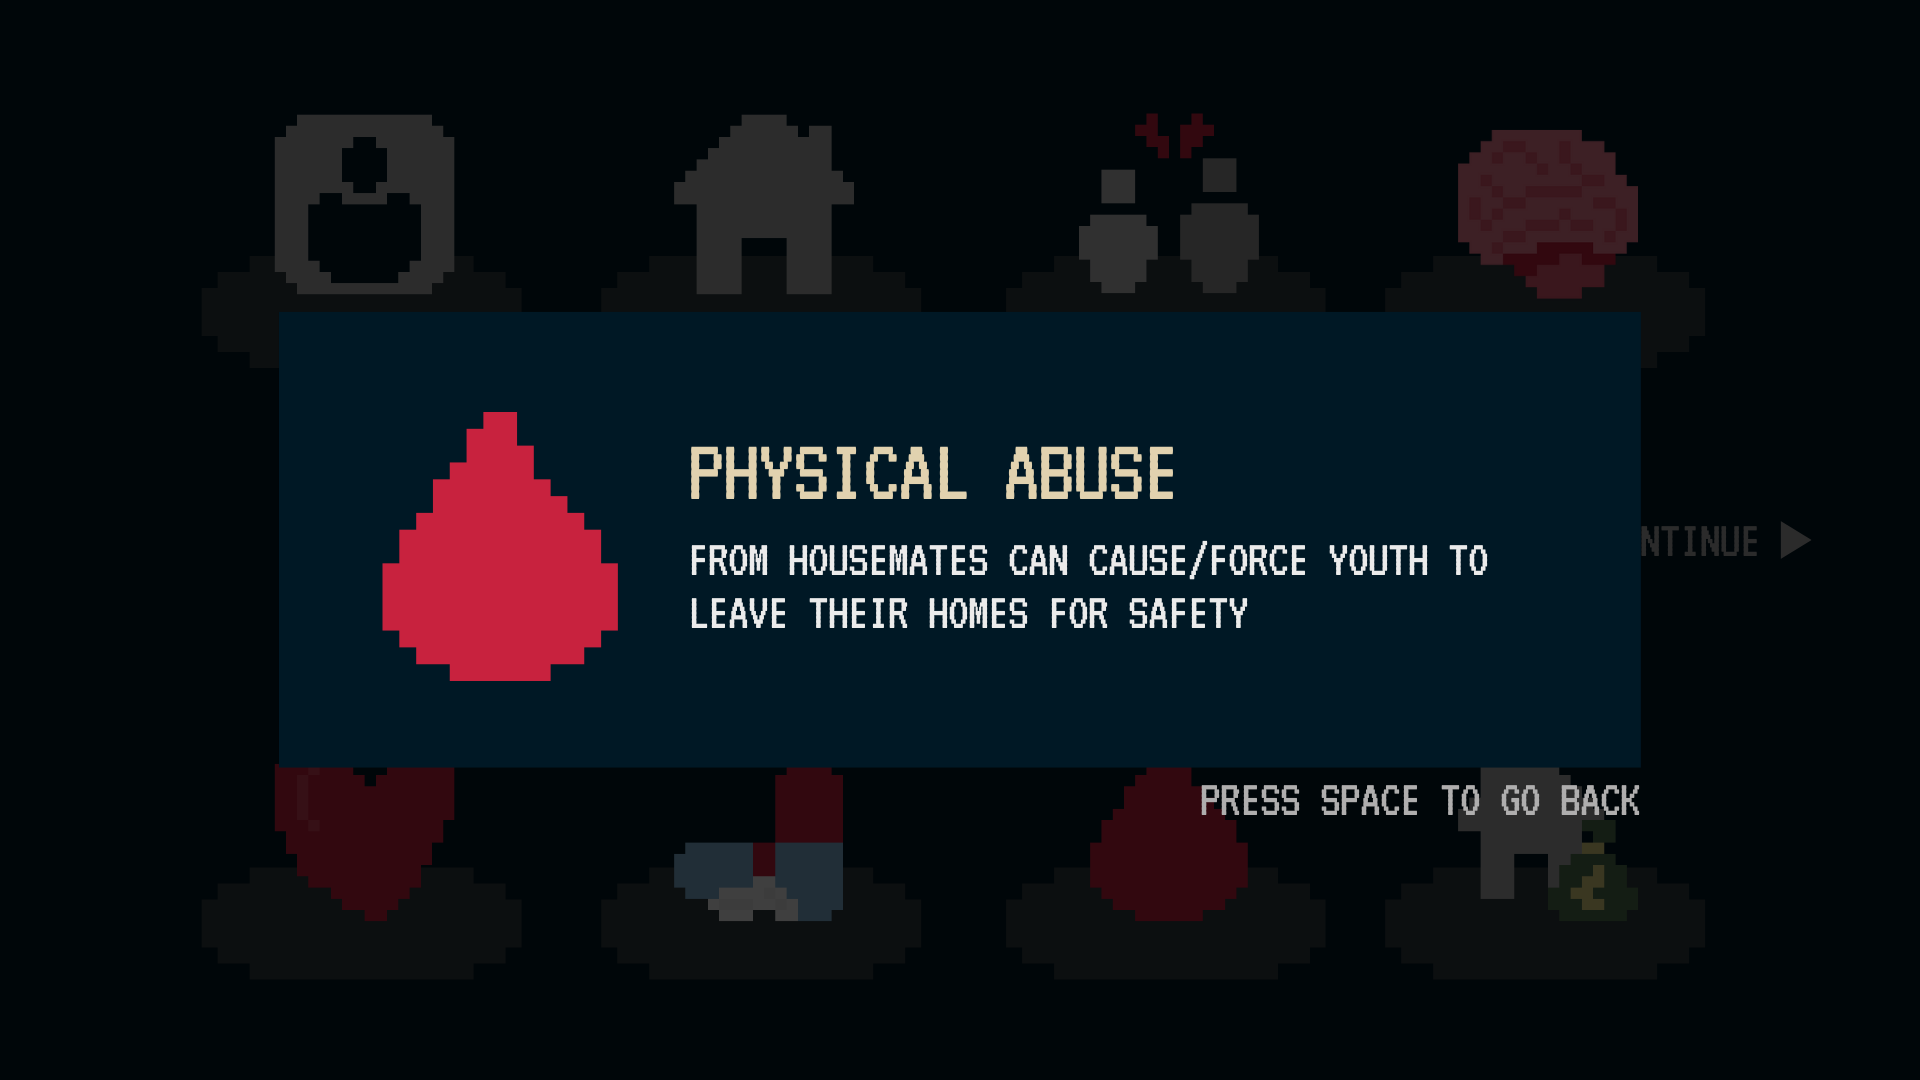 PHYSICAL ABUSE
FROM HOUSEMATES CAN CAUSE/FORCE YOUTH TO
LEAVE THEIR HOMES FOR SAFETY
NTINUE
PRESS SPACE TO GO BACK